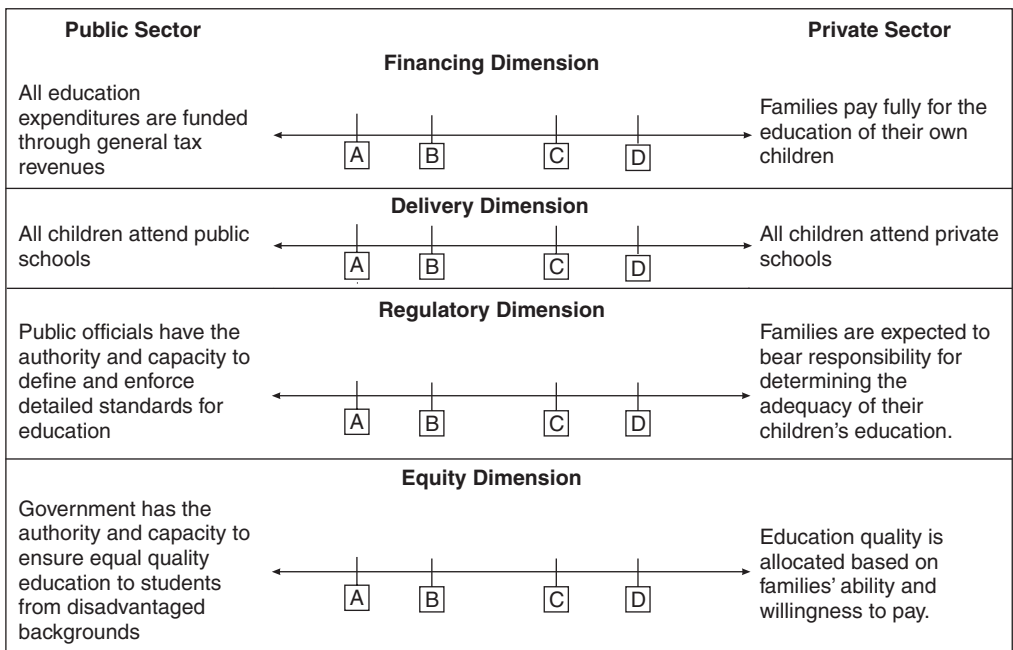 Public Sector
Private Sector
Financing Dimension
All education
expenditures are funded
through general tax
revenues
A
B
C
D
Families pay fully for the
education of their own
children
Delivery Dimension
All children attend public
schools
A
B
C
D
All children attend private
schools
Regulatory Dimension
Public officials have the
authority and capacity to
define and enforce
detailed standards for
education
A
B
C
D
Families are expected to
bear responsibility for
determining the
adequacy of their
children's education.
Equity Dimension
Government has the
authority and capacity to
ensure equal quality
education to students
from disadvantaged
backgrounds
A
B
C
D
Education quality is
allocated based on
families' ability and
willingness to pay.